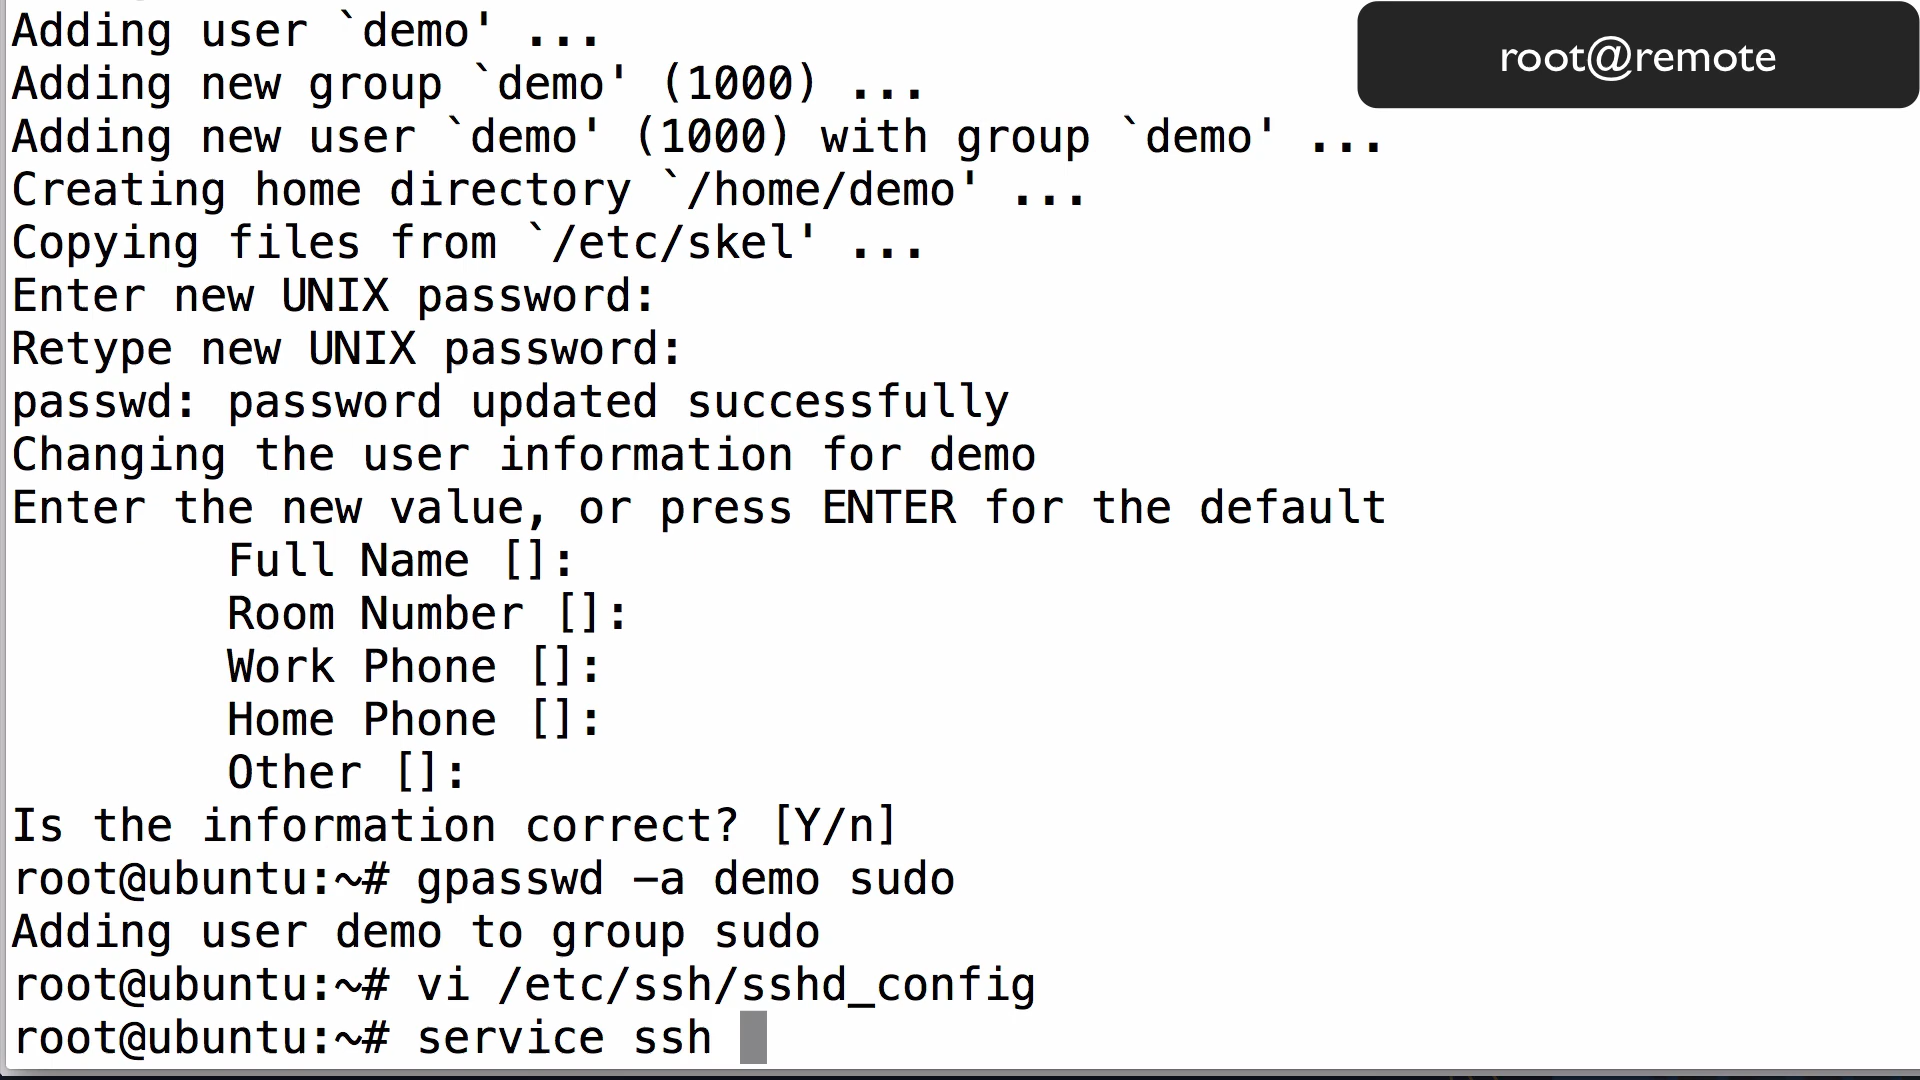 Adding user `demo' ...
root@remote
Adding new group `demo' (1000) ...
Adding new user `demo' (1000) with group `demo' ...
Creating home directory `/home/demo' ...
Copying files from `/etc/skel' ...
Enter new UNIX password:
Retype new UNIX password:
passwd: password updated successfully
Changing the user information for demo
Enter the new value, or press ENTER for the default
Full Name []:
Room Number []:
Work Phone []:
Home Phone []:
Other []:
Is the information correct? [Y/n]
root@ubuntu:~# gpasswd -a demo sudo
Adding user demo to group sudo
root@ubuntu:~# vi /etc/ssh/sshd_config
root@ubuntu:~# service ssh